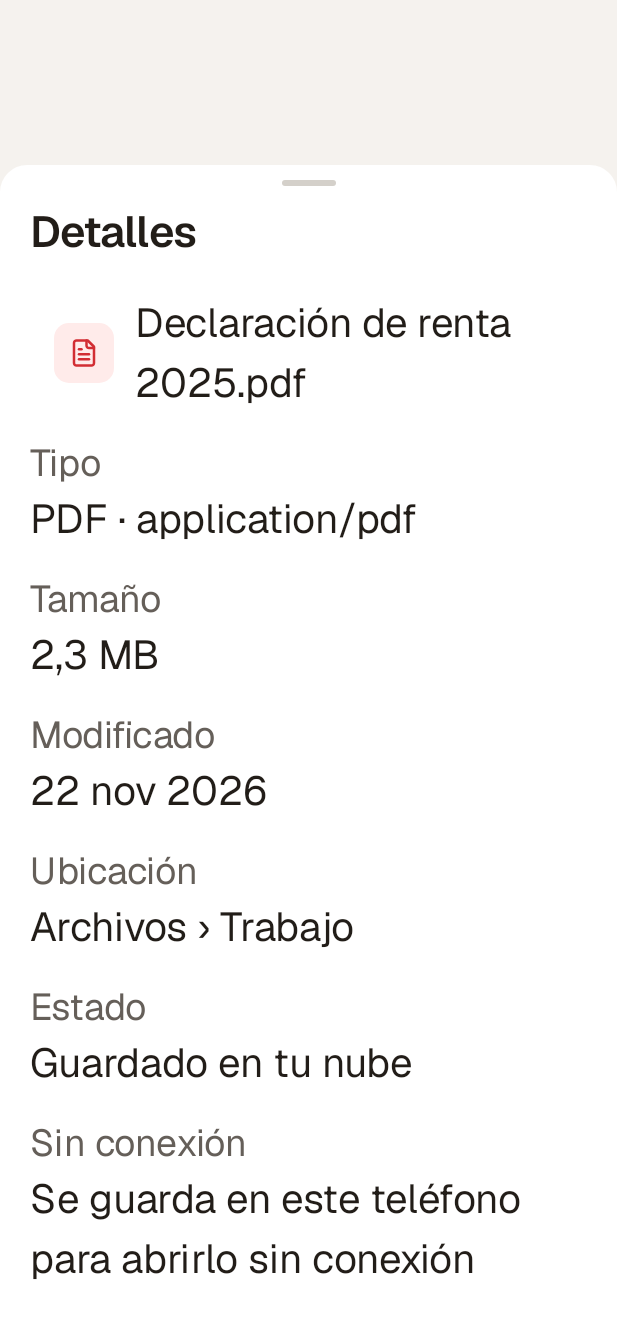 Detalles
Declaración de renta
2025.pdf
Tipo
PDF · application/pdf
Tamaño
2,3 MB
Modificado
22 nov 2026
Ubicación
Archivos › Trabajo
Estado
Guardado en tu nube
Sin conexión
Se guarda en este teléfono
para abrirlo sin conexión